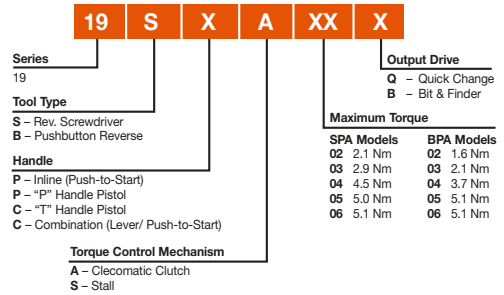 19 S X A XX X
Series
19
Tool Type
S – Rev. Screwdriver
B – Pushbutton Reverse
Handle
P – Inline (Push-to-Start)
P – “P” Handle Pistol
C – “T” Handle Pistol
C – Combination (Lever/ Push-to-Start)
Torque Control Mechanism
A – Clecomatic Clutch
S – Stall
Output Drive
Q – Quick Change
B – Bit & Finder
Maximum Torque
SPA Models BPA Models
02 2.1 Nm 02 1.6 Nm
03 2.9 Nm 03 2.1 Nm
04 4.5 Nm 04 3.7 Nm
05 5.0 Nm 05 5.1 Nm
06 5.1 Nm 06 5.1 Nm